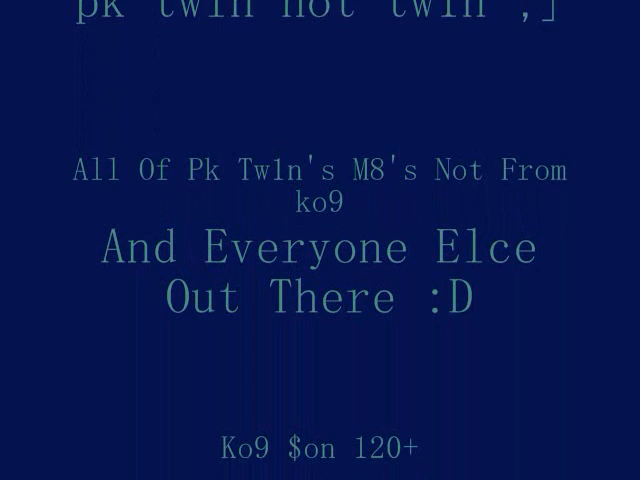 pk tw1n not tw1n ,]
All Of Pk Tw1n's M8's Not From
ko9
And Everyone Elce
Out There :D
Ko9 $on 120+